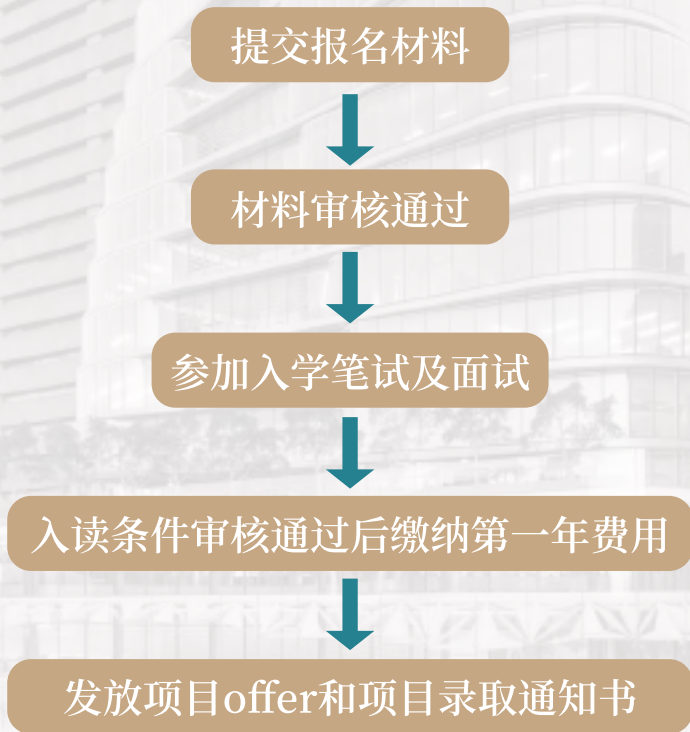 提交报名材料
材料审核通过
参加入学笔试及面试
入读条件审核通过后缴纳第一年费用
发放项目offer和项目录取通知书